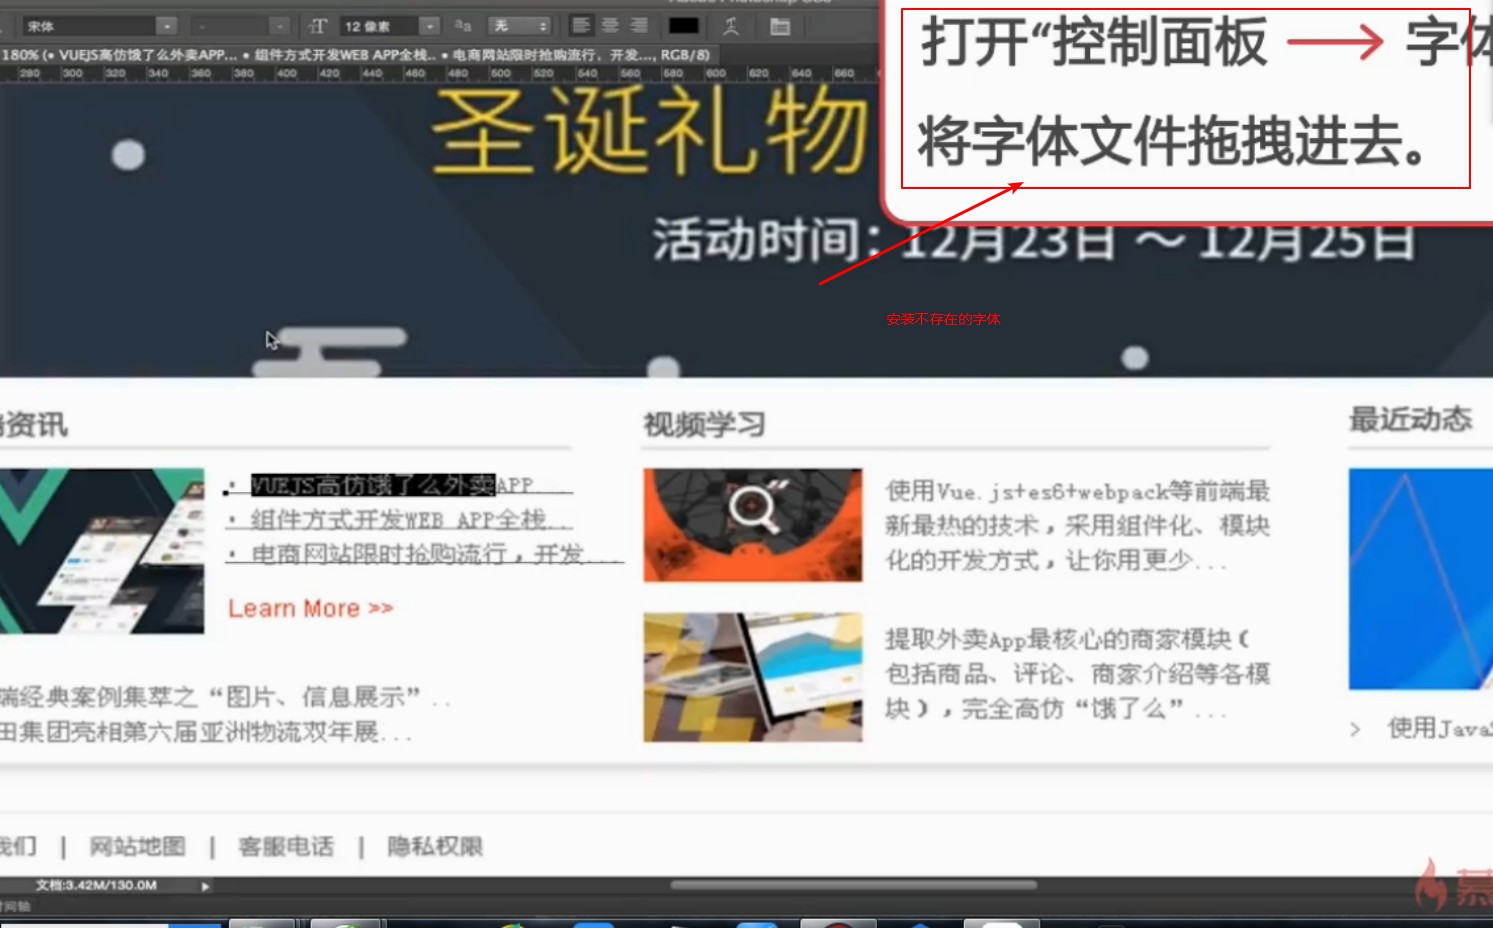 宋体
12 像素
aa
无
180% (• VUEJS高仿饿了么外卖APP... • 组件方式开发WEB APP全栈.. • 电商网站限时抢购流行，开发..., RGB/8)
280 300 320 340 360 380 400 420 440 460 480 500 520 540 560 580 600 620 640 660
打开“控制面板 → 字体
将字体文件拖拽进去。
圣诞礼物
活动时间：12月23日 ～ 12月25日
安装不存在的字体
资讯
· VUEJS高仿饿了么外卖APP...
· 组件方式开发WEB APP全栈..
· 电商网站限时抢购流行，开发...
Learn More >>
端经典案例集萃之“图片、信息展示”..
田集团亮相第六届亚洲物流双年展...
视频学习
使用Vue.js+es6+webpack等前端最
新最热的技术，采用组件化、模块
化的开发方式，让你用更少...
提取外卖App最核心的商家模块（
包括商品、评论、商家介绍等各模
块），完全高仿“饿了么”...
最近动态
> 使用Java
我们 | 网站地图 | 客服电话 | 隐私权限
文档:3.42M/130.0M
时间轴
慕